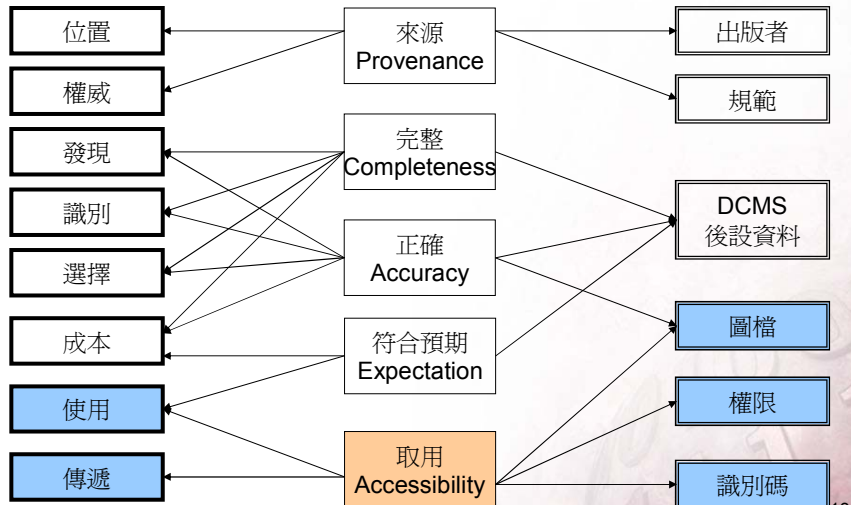 位置
權威
發現
識別
選擇
成本
使用
傳遞
來源
Provenance
完整
Completeness
正確
Accuracy
符合預期
Expectation
取用
Accessibility
出版者
規範
DCMS
後設資料
圖檔
權限
識別碼